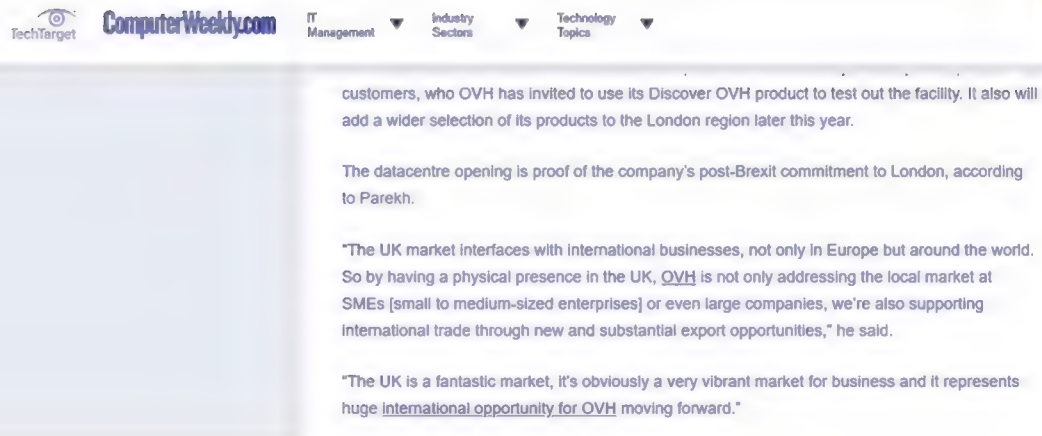 TechTarget
ComputerWeekly.com
IT Management
Industry Sectors
Technology Topics
customers, who OVH has invited to use its Discover OVH product to test out the facility. It also will
add a wider selection of its products to the London region later this year.
The datacentre opening is proof of the company's post-Brexit commitment to London, according
to Parekh.
"The UK market interfaces with international businesses, not only in Europe but around the world.
So by having a physical presence in the UK, OVH is not only addressing the local market at
SMEs [small to medium-sized enterprises] or even large companies, we're also supporting
international trade through new and substantial export opportunities," he said.
"The UK is a fantastic market, it's obviously a very vibrant market for business and it represents
huge international opportunity for OVH moving forward."